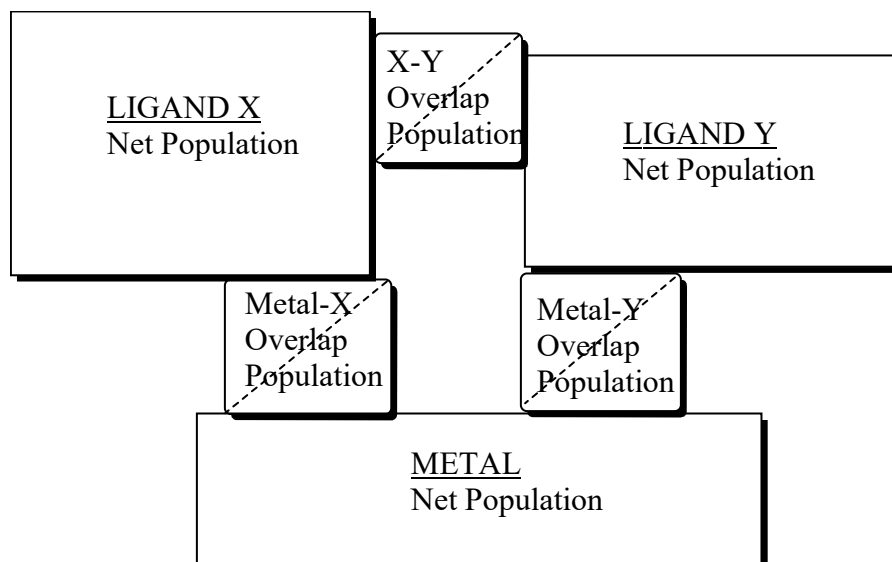 LIGAND X
Net Population
X-Y
Overlap
Population
LIGAND Y
Net Population
Metal-X
Overlap
Population
Metal-Y
Overlap
Population
METAL
Net Population